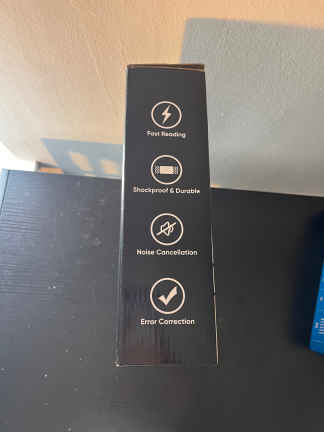 Fast Reading
Shockproof & Durable
Noise Cancellation
Error Correction